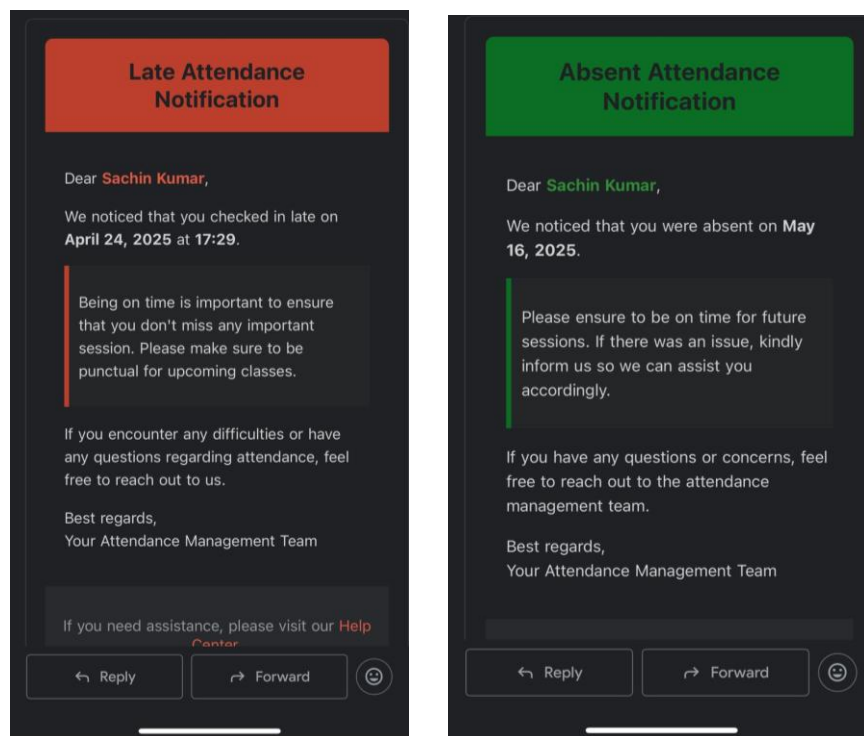 Late Attendance
Notification
Dear Sachin Kumar,
We noticed that you checked in late on
April 24, 2025 at 17:29.
Being on time is important to ensure
that you don't miss any important
session. Please make sure to be
punctual for upcoming classes.
If you encounter any difficulties or have
any questions regarding attendance, feel
free to reach out to us.
Best regards,
Your Attendance Management Team
If you need assistance, please visit our Help
Center
Reply
Forward
Absent Attendance
Notification
Dear Sachin Kumar,
We noticed that you were absent on May
16, 2025.
Please ensure to be on time for future
sessions. If there was an issue, kindly
inform us so we can assist you
accordingly.
If you have any questions or concerns, feel
free to reach out to the attendance
management team.
Best regards,
Your Attendance Management Team
Reply
Forward